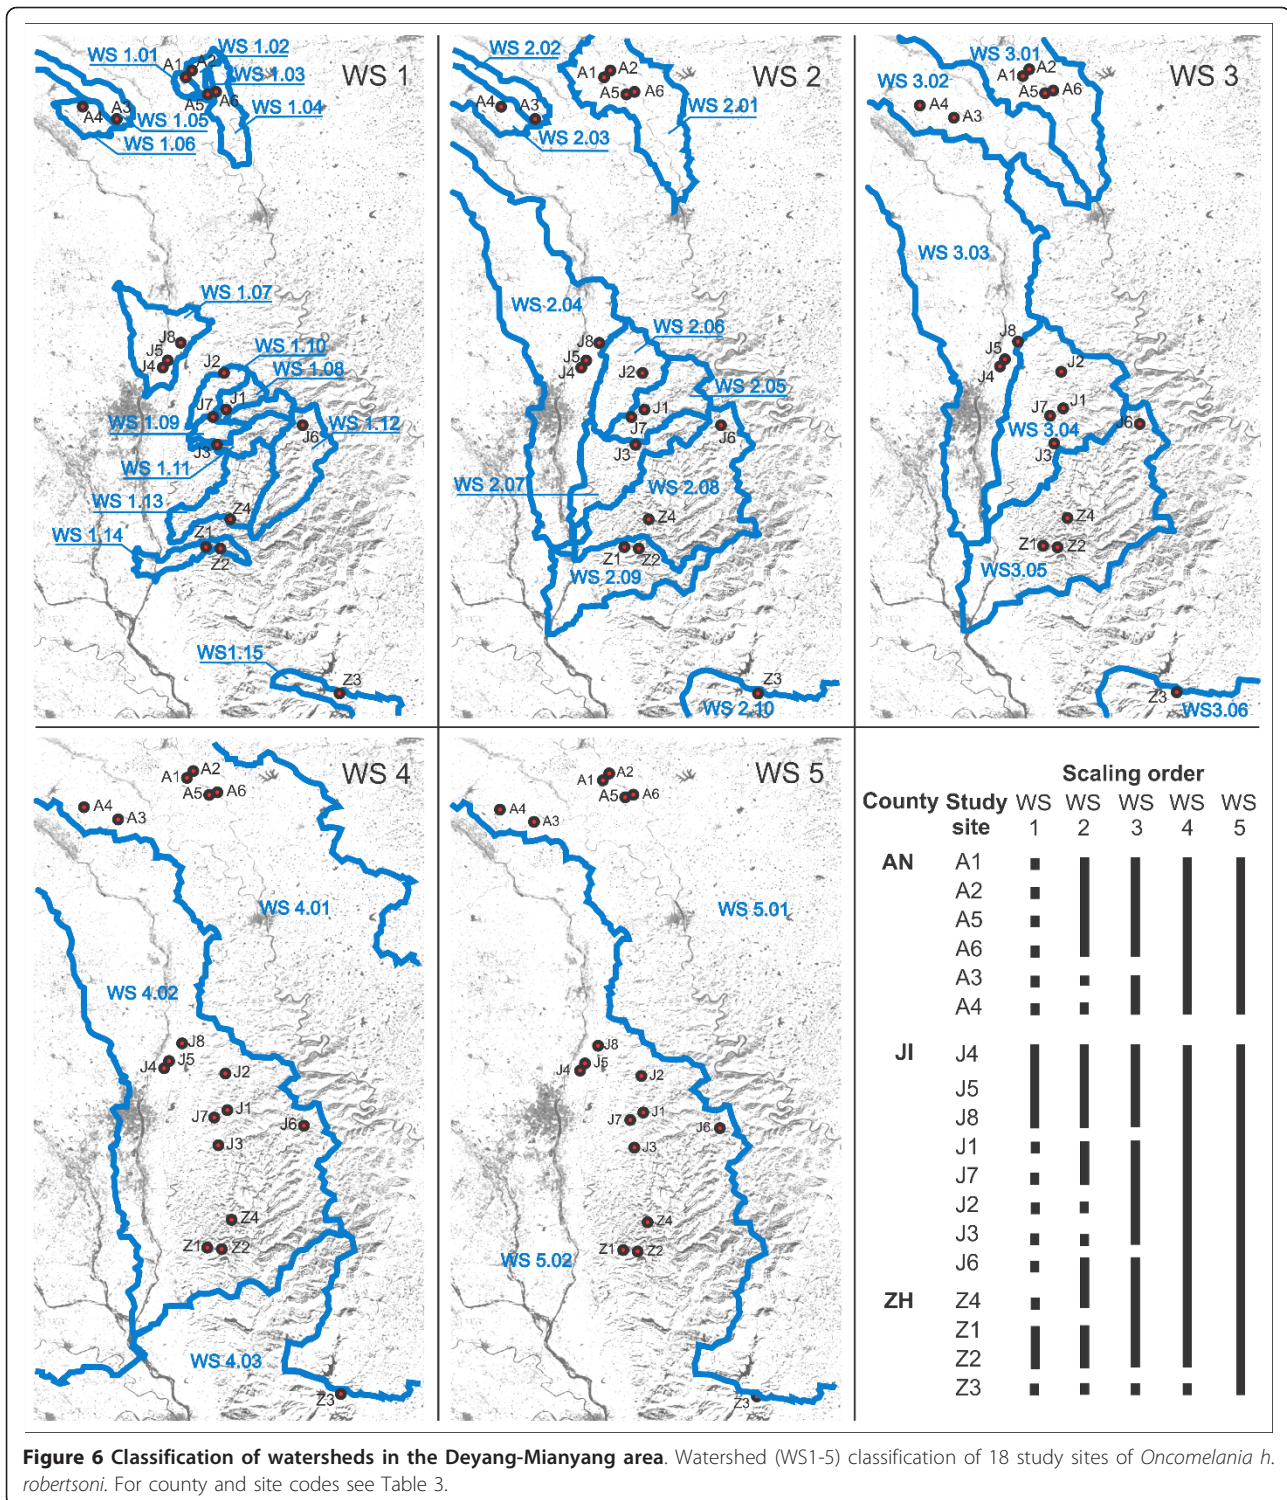 WS 1
WS 1.01
WS 1.02
A1
A2
WS 1.03
A5
A6
WS 1.04
A4
A3
WS 1.05
WS 1.06
WS 1.07
J8
J5
J4
J2
WS 1.10
WS 1.08
J1
J7
WS 1.09
J6
WS 1.12
J3
WS 1.11
WS 1.13
Z4
WS 1.14
Z1
Z2
WS1.15
Z3
WS 2
WS 2.02
A1
A2
A5
A6
A4
A3
WS 2.01
WS 2.03
WS 2.04
WS 2.06
J8
J5
J4
J2
WS 2.05
J1
J7
J6
J3
WS 2.07
WS 2.08
Z4
Z1
Z2
WS 2.09
Z3
WS 2.10
WS 3
WS 3.01
A1
A2
WS 3.02
A5
A6
A4
A3
WS 3.03
J8
J5
J4
J2
J1
J7
WS 3.04
J6
J3
Z4
Z1
Z2
WS3.05
Z3
WS3.06
WS 4
A1
A2
A5
A6
A4
A3
WS 4.01
WS 4.02
J8
J5
J4
J2
J1
J7
J6
J3
Z4
Z1
Z2
WS 4.03
Z3
WS 5
A1
A2
A5
A6
A4
A3
WS 5.01
J8
J5
J4
J2
J1
J7
J6
J3
Z4
Z1
Z2
WS 5.02
Z3
Scaling order
County Study WS WS WS WS WS
site 1 2 3 4 5
AN A1
A2
A5
A6
A3
A4
JI J4
J5
J8
J1
J7
J2
J3
J6
ZH Z4
Z1
Z2
Z3
Figure 6 Classification of watersheds in the Deyang-Mianyang area. Watershed (WS1-5) classification of 18 study sites of Oncomelania h.
robertsoni. For county and site codes see Table 3.